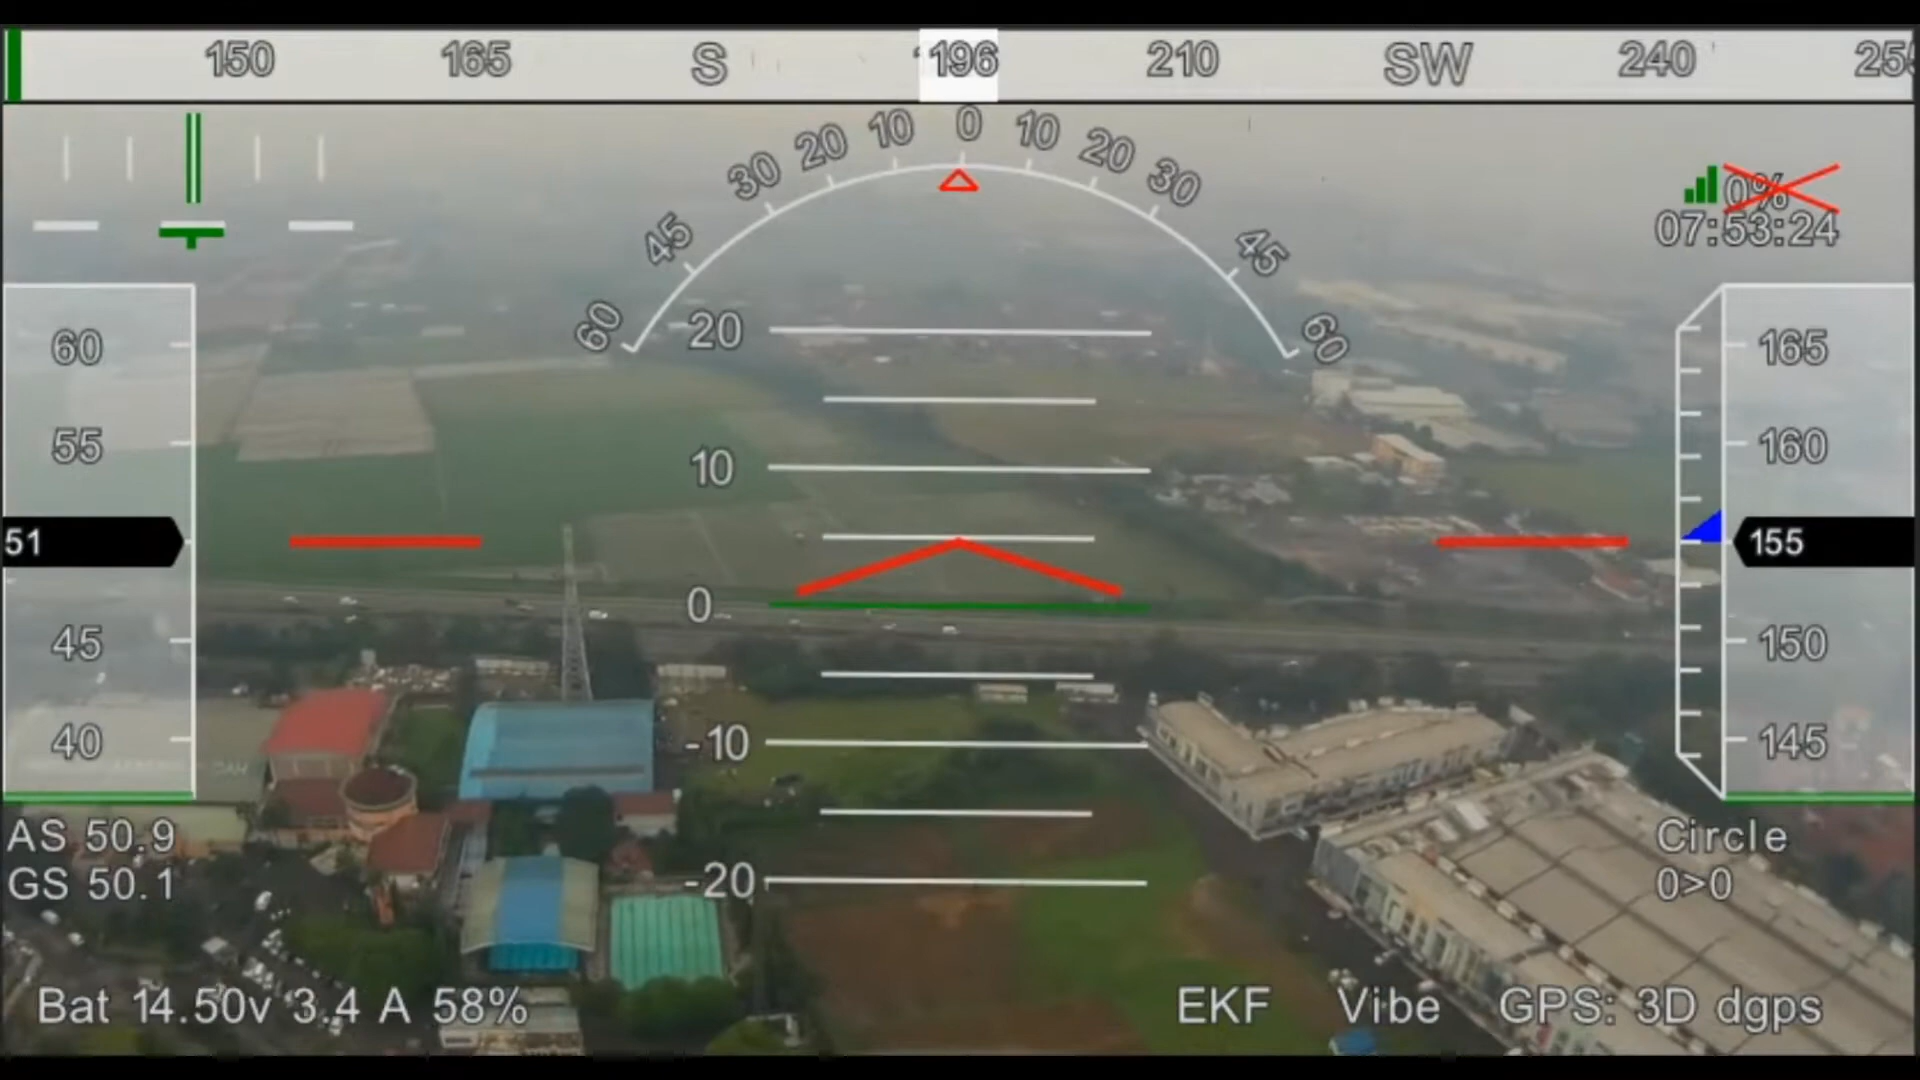 150 165 S 196 210 SW 240 255
60 45 30 20 10 0 10 20 30 45 60
0%
07:53:24
60
55
51
45
40
20
10
0
-10
-20
165
160
155
150
145
AS 50.9
GS 50.1
Circle
0>0
Bat 14.50v 3.4 A 58%
EKF Vibe GPS: 3D dgps